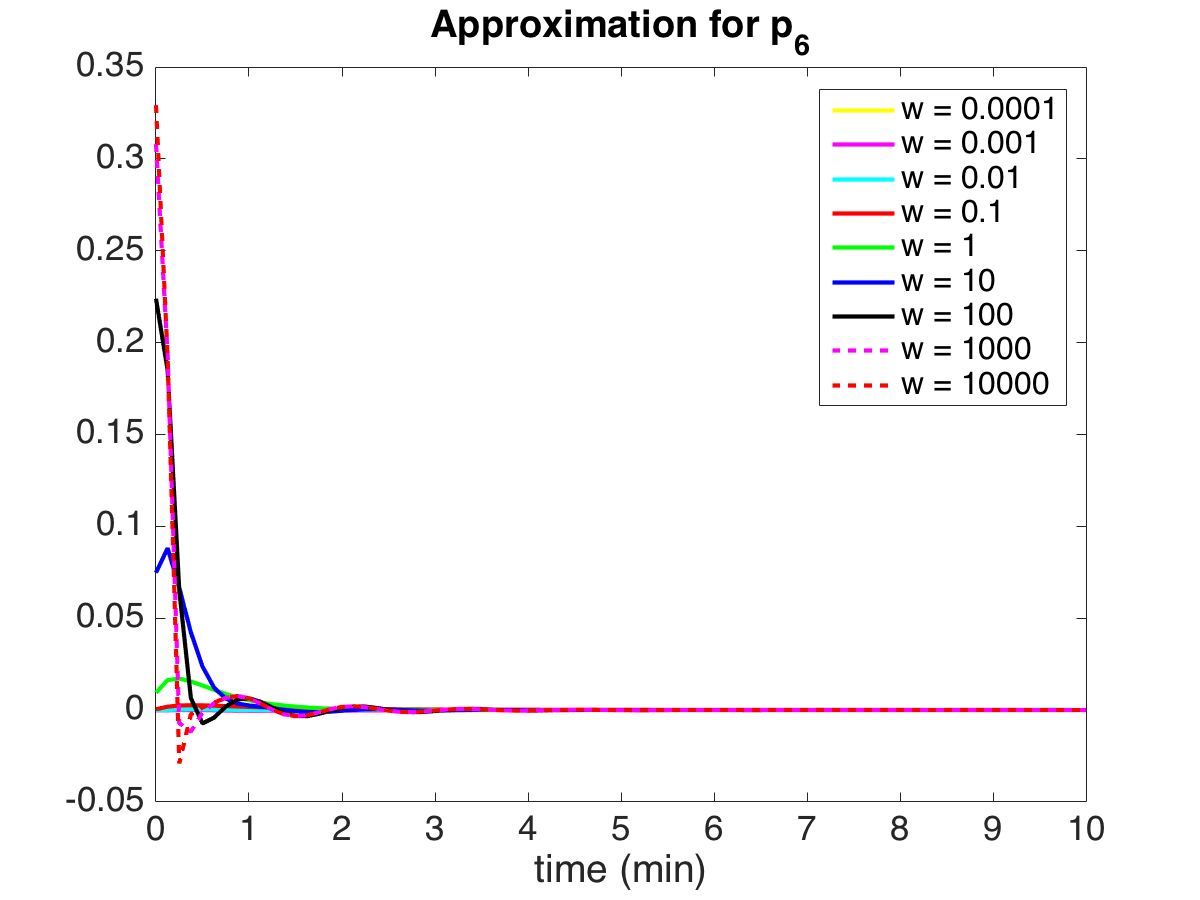 Approximation for p6
0.35
0.3
0.25
0.2
0.15
0.1
0.05
0
-0.05
w = 0.0001
w = 0.001
w = 0.01
w = 0.1
w = 1
w = 10
w = 100
w = 1000
w = 10000
0 1 2 3 4 5 6 7 8 9 10
time (min)